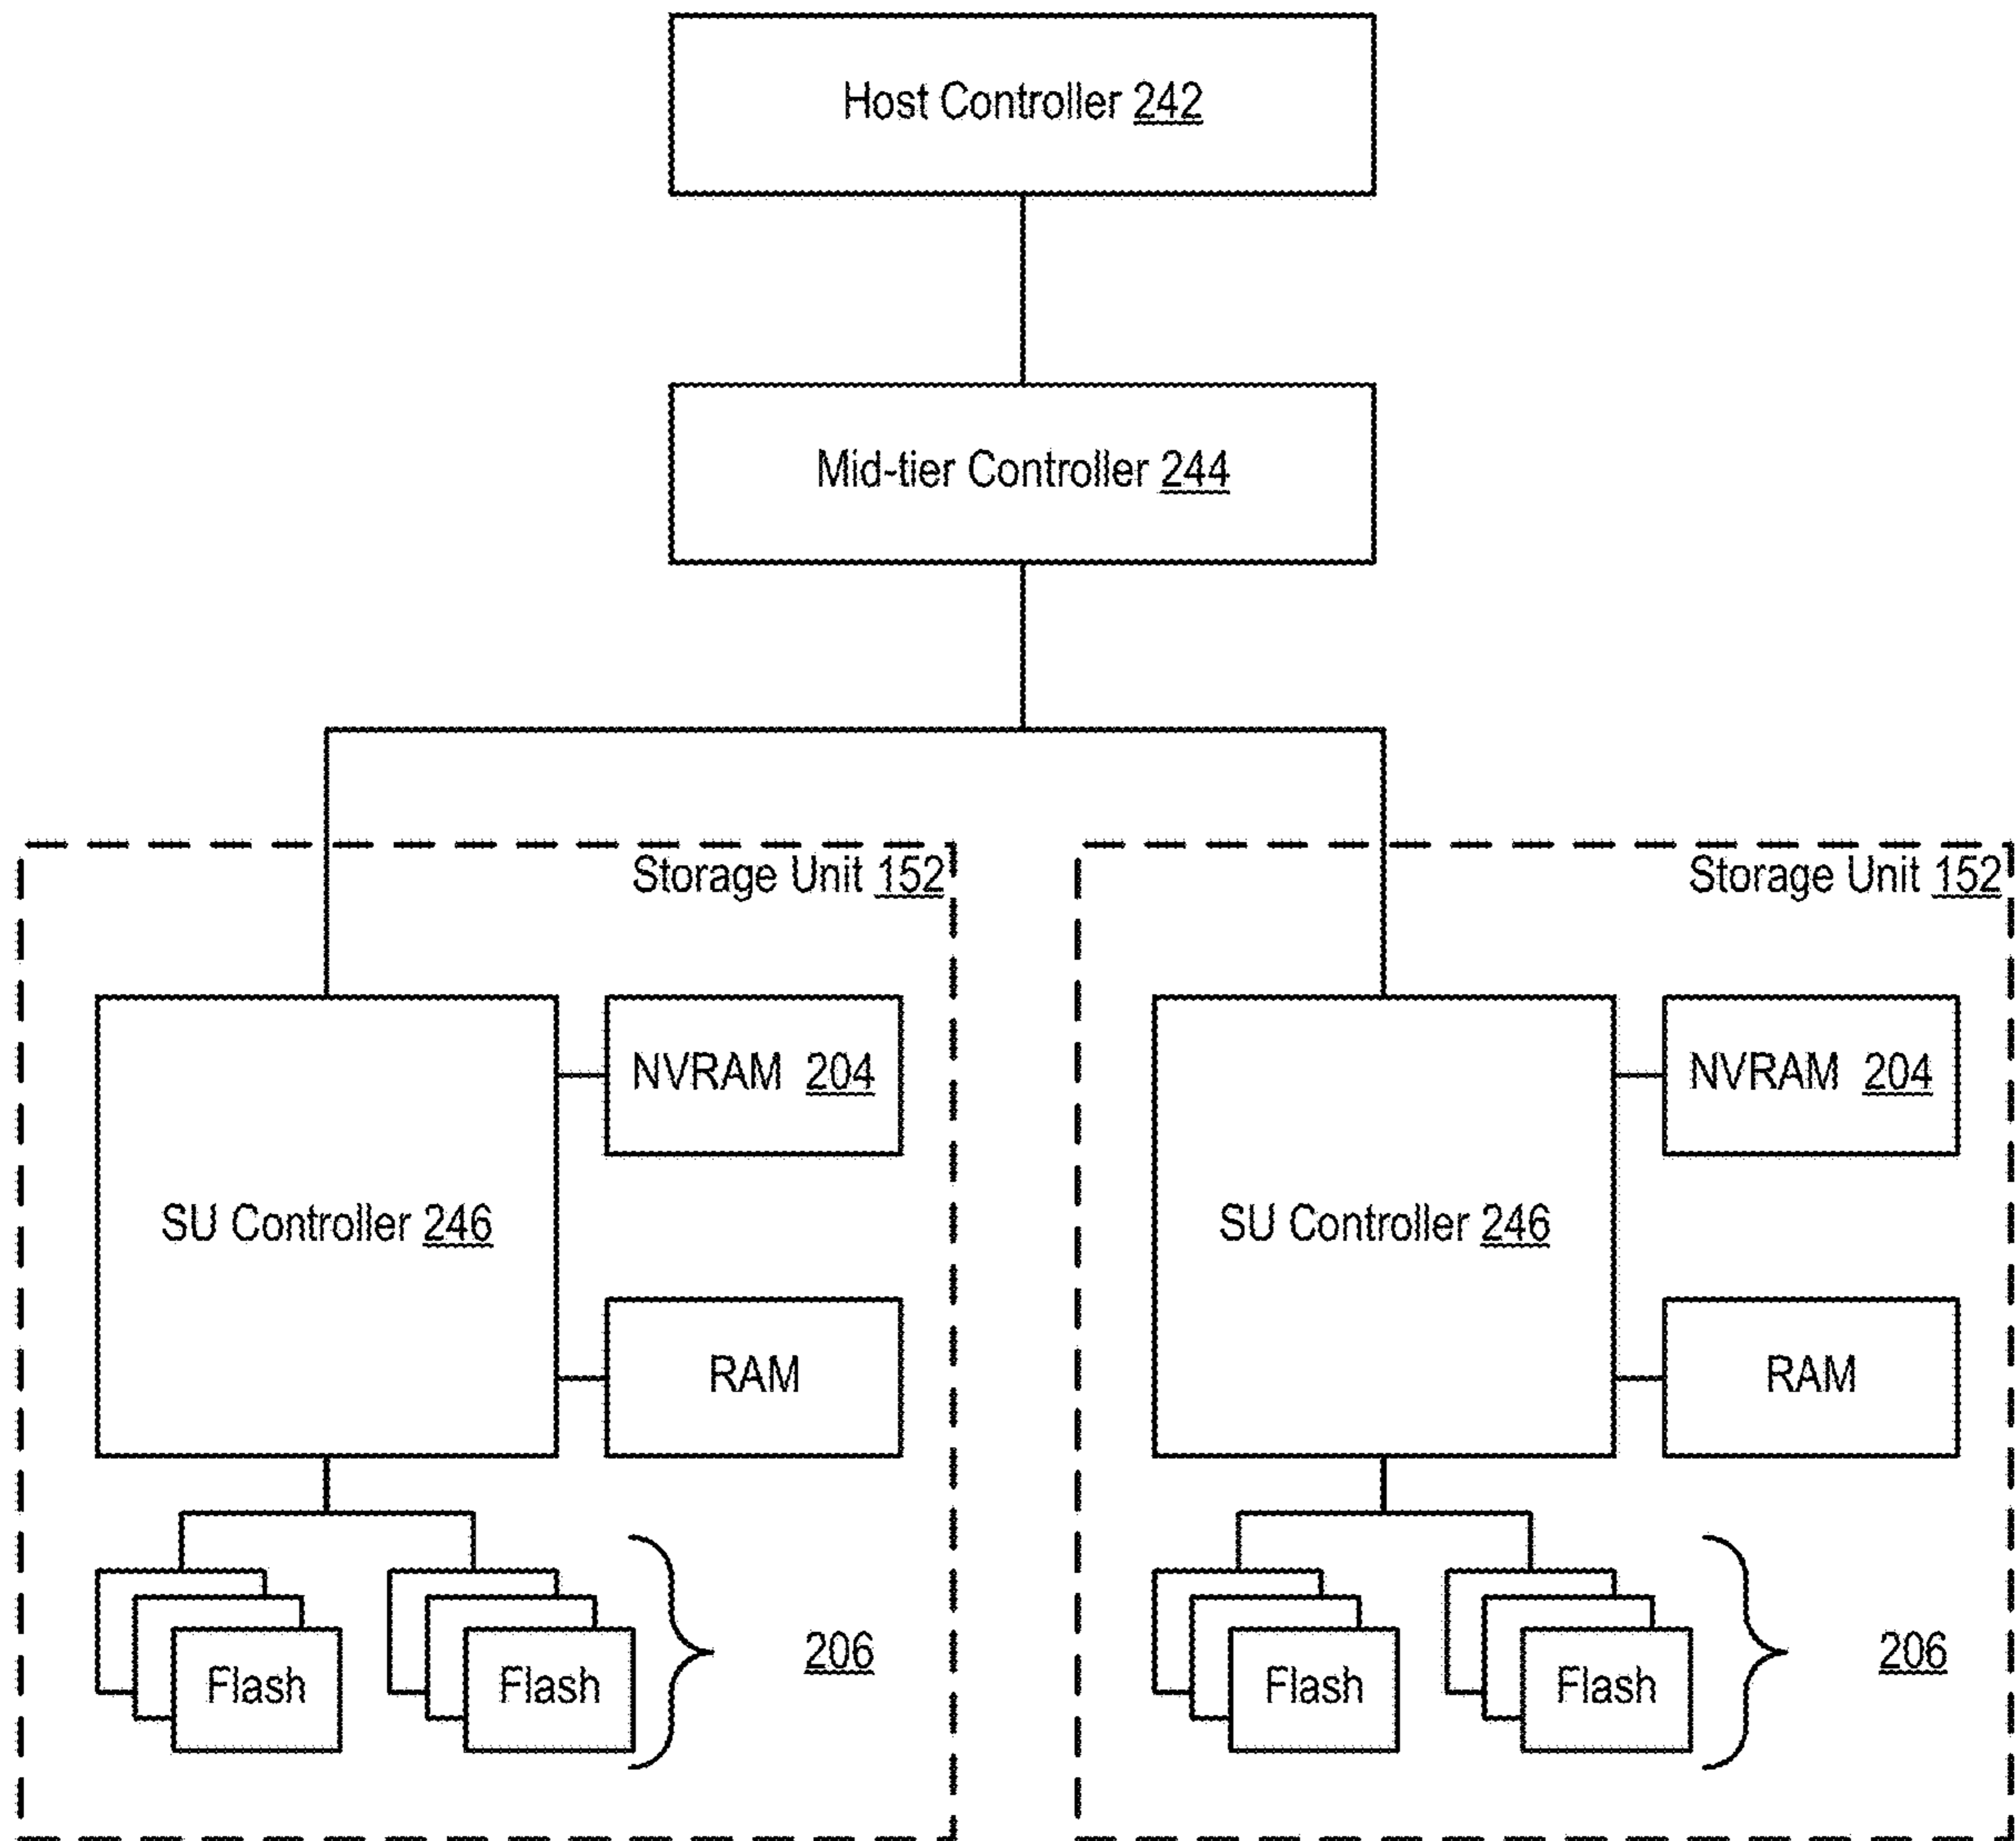 Host Controller 242
Mid-tier Controller 244
Storage Unit 152
Storage Unit 152
NVRAM 204
NVRAM 204
SU Controller 246
SU Controller 246
RAM
RAM
206
206
Flash
Flash
Flash
Flash